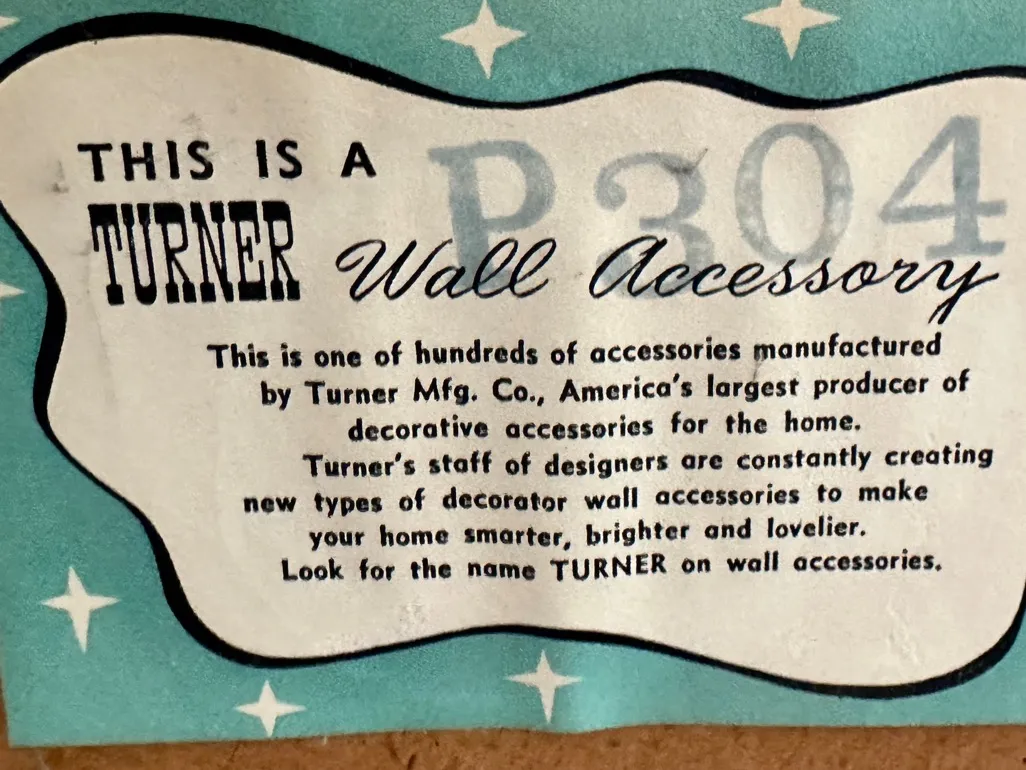 THIS IS A
P304
TURNER Wall Accessory
This is one of hundreds of accessories manufactured
by Turner Mfg. Co., America's largest producer of
decorative accessories for the home.
Turner's staff of designers are constantly creating
new types of decorator wall accessories to make
your home smarter, brighter and lovelier.
Look for the name TURNER on wall accessories.